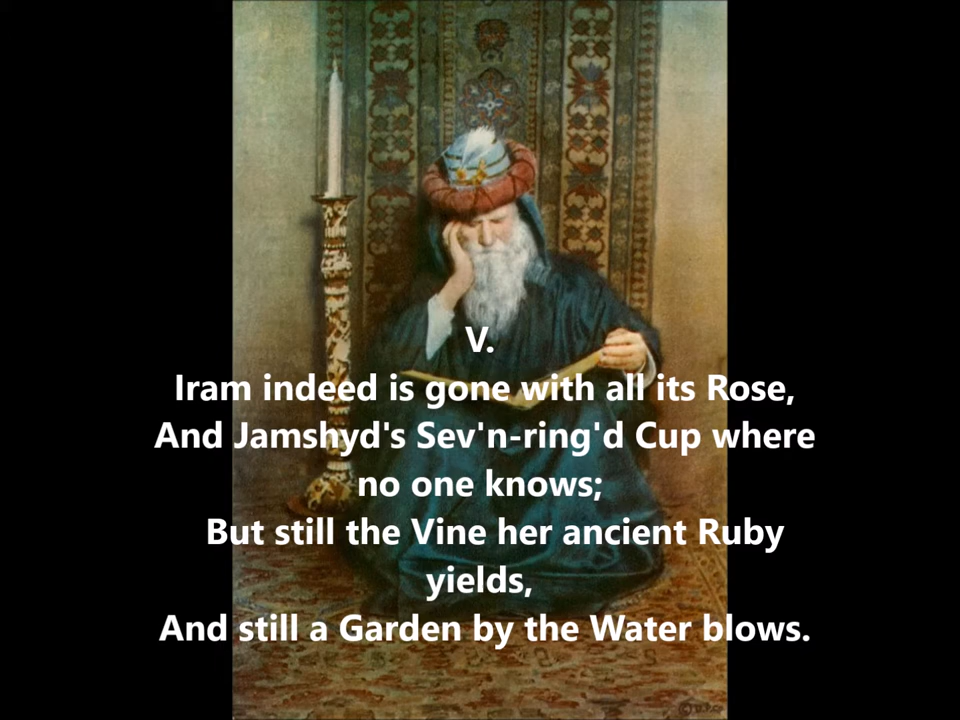 V.
Iram indeed is gone with all its Rose,
And Jamshyd's Sev'n-ring'd Cup where
no one knows;
But still the Vine her ancient Ruby
yields,
And still a Garden by the Water blows.